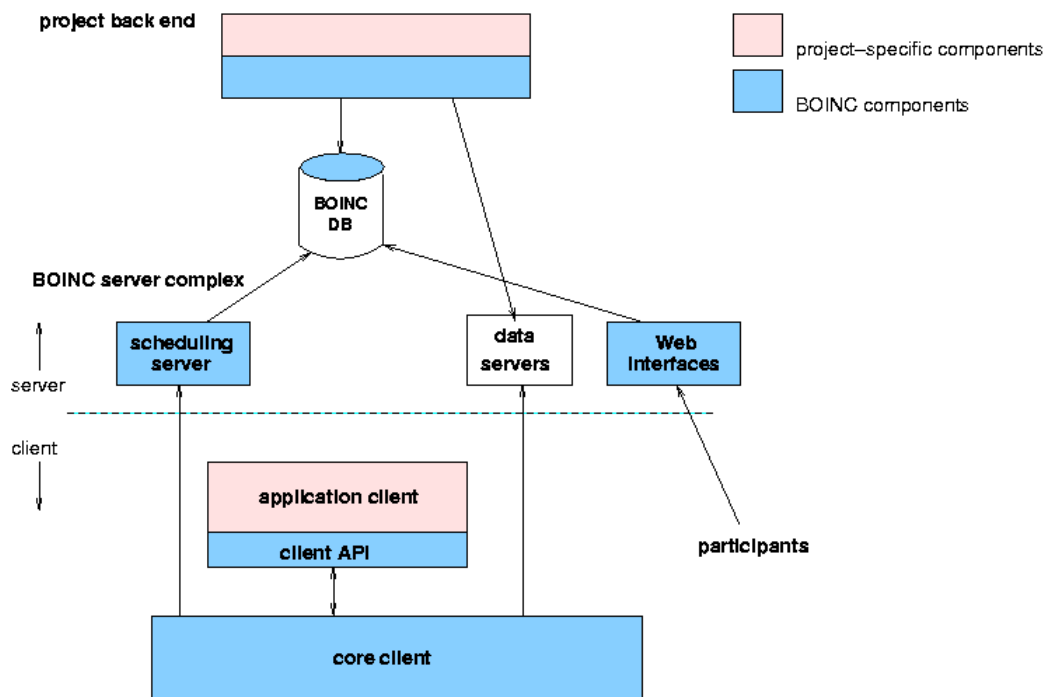 project back end
project–specific components
BOINC components
BOINC
DB
BOINC server complex
scheduling
server
data
servers
Web
interfaces
server
client
application client
client API
participants
core client